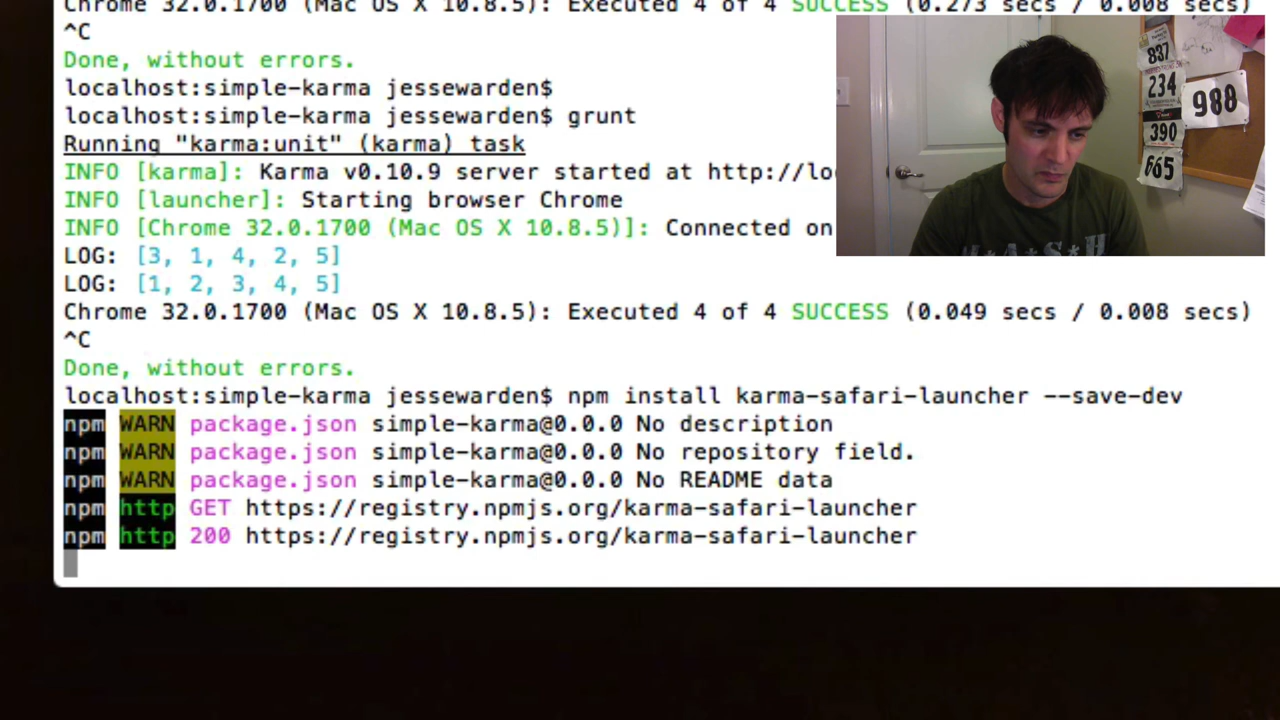 Chrome 32.0.1700 (Mac OS X 10.8.5): Executed 4 of 4 SUCCESS (0.273 secs / 0.008 secs)
^C
Done, without errors.
localhost:simple-karma jessewarden$
localhost:simple-karma jessewarden$ grunt
Running "karma:unit" (karma) task
INFO [karma]: Karma v0.10.9 server started at http://lo
INFO [launcher]: Starting browser Chrome
INFO [Chrome 32.0.1700 (Mac OS X 10.8.5)]: Connected on
LOG: [3, 1, 4, 2, 5]
LOG: [1, 2, 3, 4, 5]
Chrome 32.0.1700 (Mac OS X 10.8.5): Executed 4 of 4 SUCCESS (0.049 secs / 0.008 secs)
^C
Done, without errors.
localhost:simple-karma jessewarden$ npm install karma-safari-launcher --save-dev
npm WARN package.json simple-karma@0.0.0 No description
npm WARN package.json simple-karma@0.0.0 No repository field.
npm WARN package.json simple-karma@0.0.0 No README data
npm http GET https://registry.npmjs.org/karma-safari-launcher
npm http 200 https://registry.npmjs.org/karma-safari-launcher
837
234
988
390
665